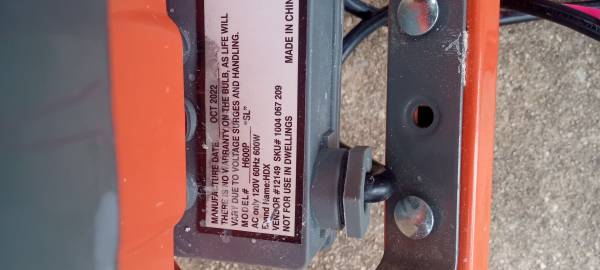 MANUFACTURE DATE: OCT 2022
THERE IS NO WARRANTY ON THE BULB, AS LIFE WILL
VARY DUE TO VOLTAGE SURGES AND HANDLING.
MODEL# H600P "SL"
AC only 120V 60Hz 600W
Brand Name:HDX
VENDOR #12149 SKU# 1004 067 209
NOT FOR USE IN DWELLINGS
MADE IN CHIN